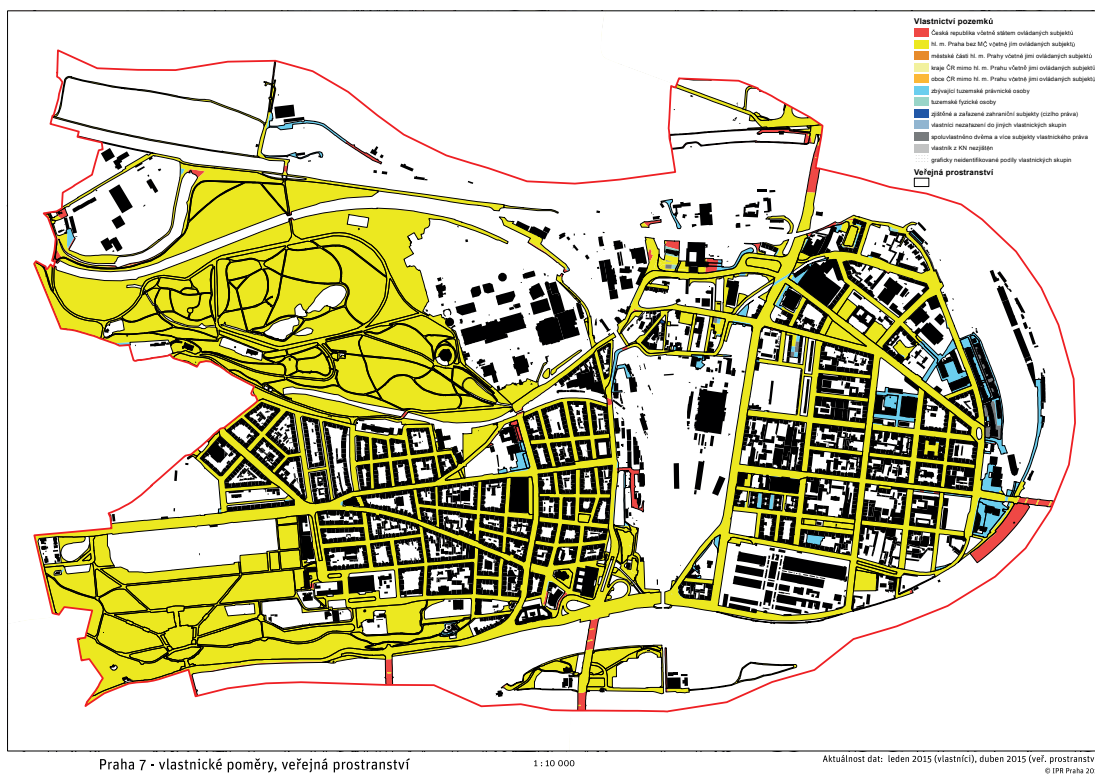 Vlastnictví pozemků
Česká republika včetně státem ovládaných subjektů
hl. m. Praha bez MČ včetně jím ovládaných subjektů
městské části hl. m. Prahy včetně jimi ovládaných subjektů
kraje ČR mimo hl. m. Prahu včetně jimi ovládaných subjektů
obce ČR mimo hl. m. Prahu včetně jimi ovládaných subjektů
zbývající tuzemské právnické osoby
tuzemské fyzické osoby
zjištěné a zařazené zahraniční subjekty (cizího práva)
vlastníci nezařazení do jiných vlastnických skupin
spoluvlastněno dvěma a více subjekty vlastnického práva
vlastník z KN nezjištěn
graficky neidentifikované podíly vlastnických skupin
Veřejná prostranství
Praha 7 - vlastnické poměry, veřejná prostranství
1 : 10 000
Aktuálnost dat: leden 2015 (vlastníci), duben 2015 (veř. prostranstv
© IPR Praha 20